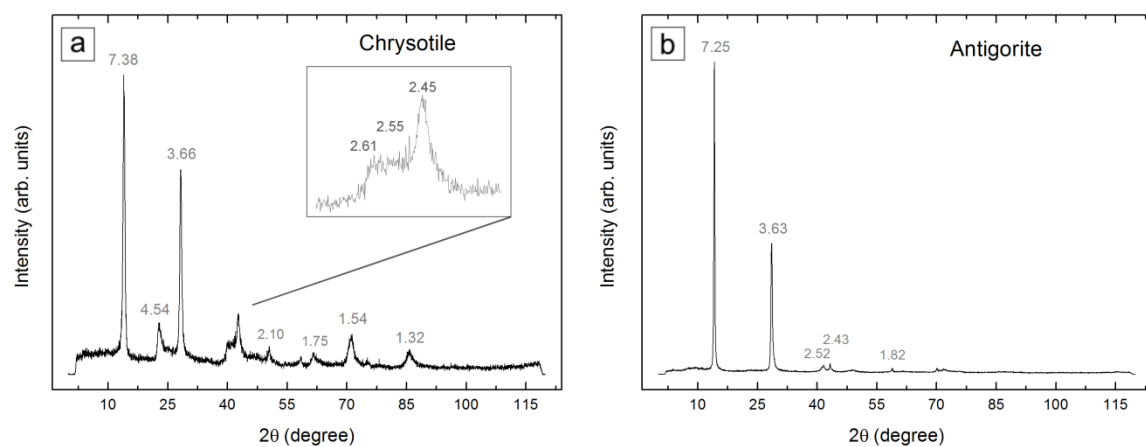 a
Chrysotile
7.38
3.66
4.54
2.10
1.75
1.54
1.32
2.61
2.55
2.45
Intensity (arb. units)
10 25 40 55 70 85 100 115
2θ (degree)
b
Antigorite
7.25
3.63
2.52
2.43
1.82
Intensity (arb. units)
10 25 40 55 70 85 100 115
2θ (degree)